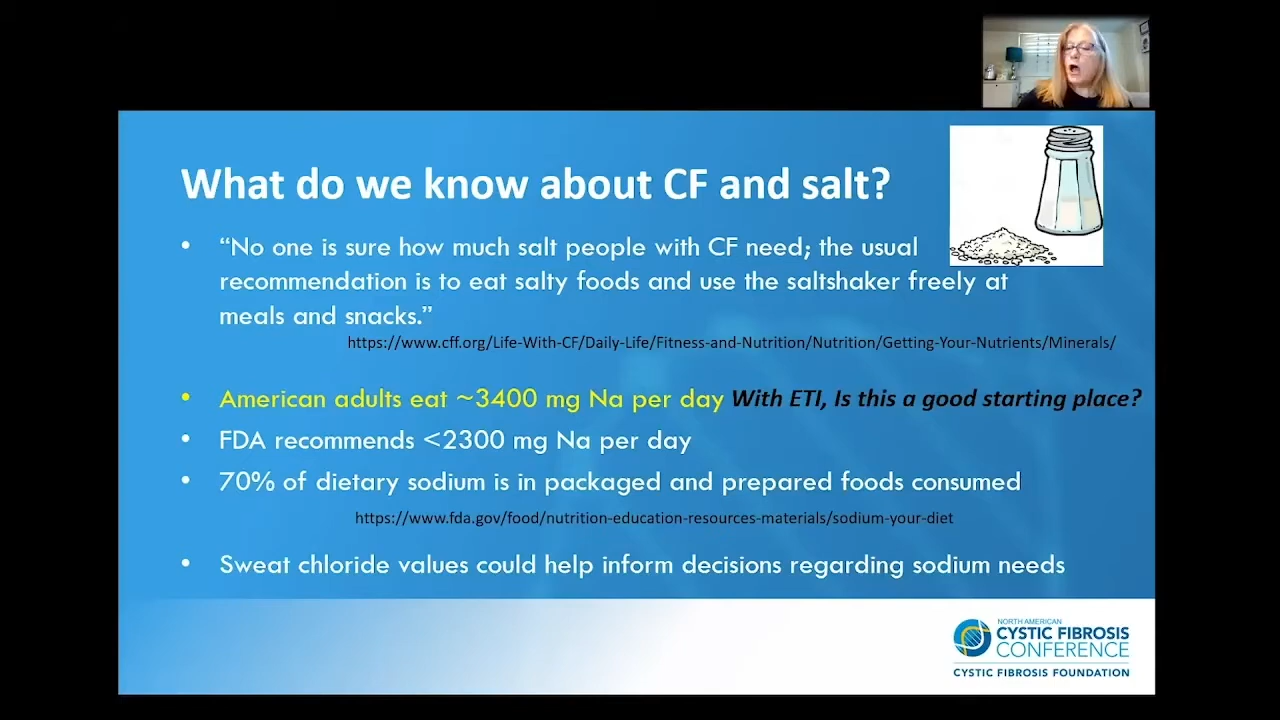 What do we know about CF and salt?
• “No one is sure how much salt people with CF need; the usual
recommendation is to eat salty foods and use the saltshaker freely at
meals and snacks.”
https://www.cff.org/Life-With-CF/Daily-Life/Fitness-and-Nutrition/Nutrition/Getting-Your-Nutrients/Minerals/
• American adults eat ~3400 mg Na per day With ETI, Is this a good starting place?
• FDA recommends <2300 mg Na per day
• 70% of dietary sodium is in packaged and prepared foods consumed
https://www.fda.gov/food/nutrition-education-resources-materials/sodium-your-diet
• Sweat chloride values could help inform decisions regarding sodium needs
NORTH AMERICAN
CYSTIC FIBROSIS
CONFERENCE
CYSTIC FIBROSIS FOUNDATION